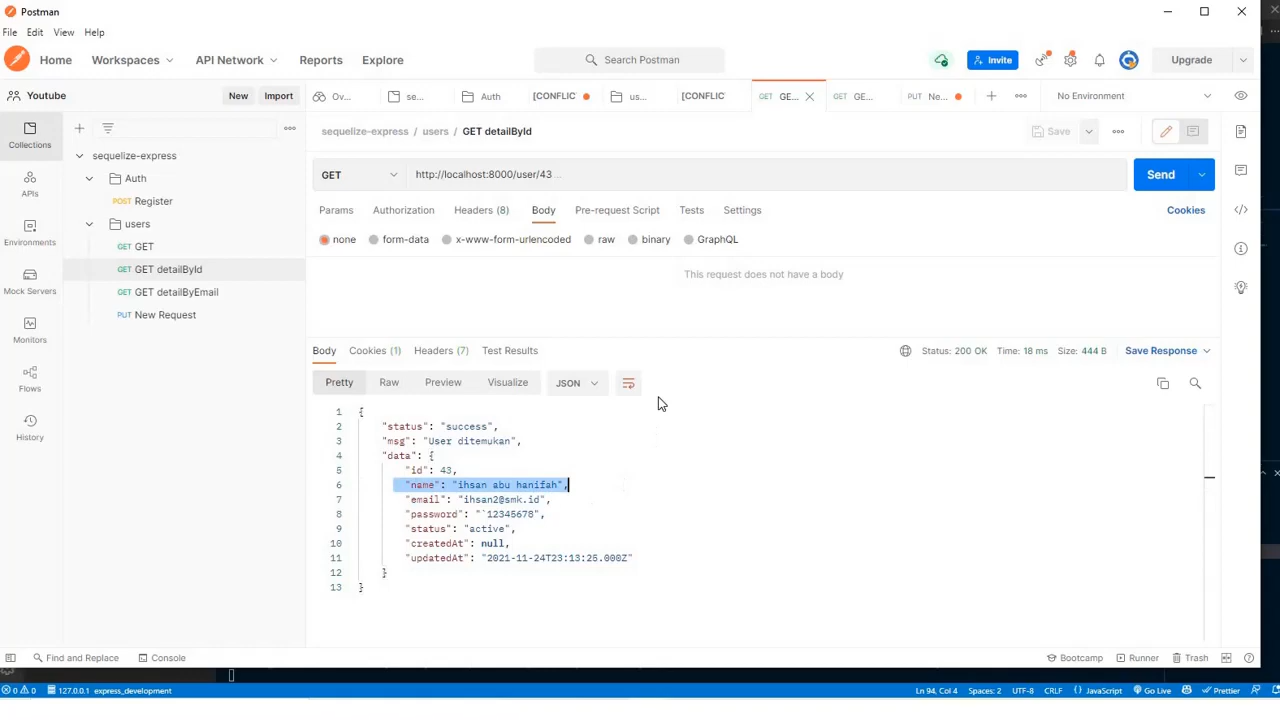 Postman
File Edit View Help
Home Workspaces API Network Reports Explore Search Postman Invite Upgrade
Youtube New Import Ov... se... Auth [CONFLIC us... [CONFLIC GET GE... GET GE... PUT Ne... No Environment
Collections
APIs
Environments
Mock Servers
Monitors
Flows
History
sequelize-express
Auth
POST Register
users
GET GET
GET GET detailById
GET GET detailByEmail
PUT New Request
sequelize-express / users / GET detailById Save
GET http://localhost:8000/user/43 ... Send
Params Authorization Headers (8) Body Pre-request Script Tests Settings Cookies
none form-data x-www-form-urlencoded raw binary GraphQL
This request does not have a body
Body Cookies (1) Headers (7) Test Results Status: 200 OK Time: 18 ms Size: 444 B Save Response
Pretty Raw Preview Visualize JSON
1 {
2 "status": "success",
3 "msg": "User ditemukan",
4 "data": {
5 "id": 43,
6 "name": "ihsan abu hanifah",
7 "email": "ihsan2@smk.id",
8 "password": "`12345678",
9 "status": "active",
10 "createdAt": null,
11 "updatedAt": "2021-11-24T23:13:25.000Z"
12 }
13 }
Find and Replace Console Bootcamp Runner Trash
0 0 127.0.0.1 express_development Ln 94, Col 4 Spaces: 2 UTF-8 CRLF JavaScript Go Live Prettier